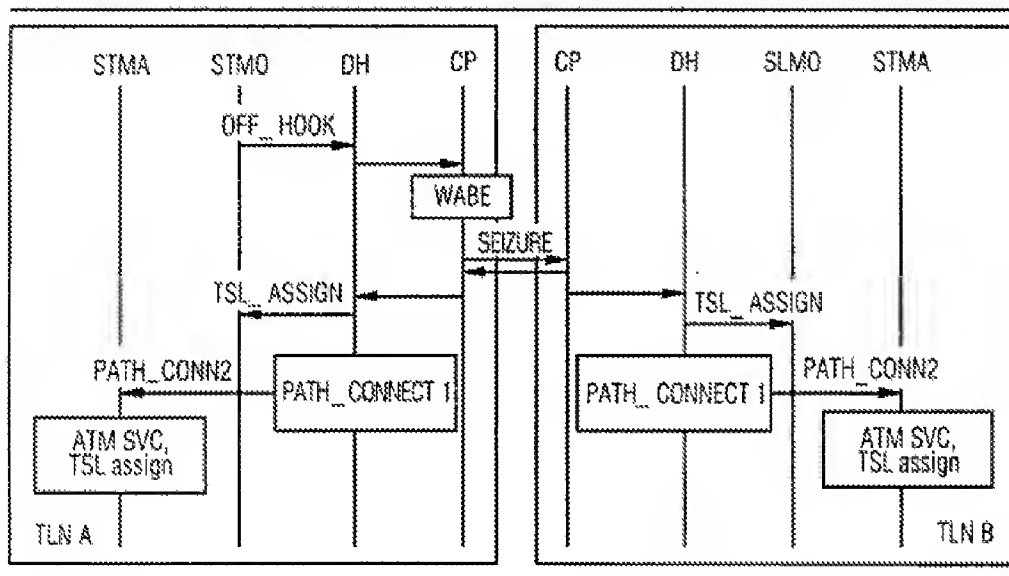 STMA STMO DH CP CP DH SLMO STMA
OFF_HOOK
WABE
SEIZURE
TSL_ASSIGN
TSL_ASSIGN
PATH_CONN2
PATH_CONNECT 1
PATH_CONNECT 1
PATH_CONN2
ATM SVC,
TSL assign
ATM SVC,
TSL assign
TLN A
TLN B